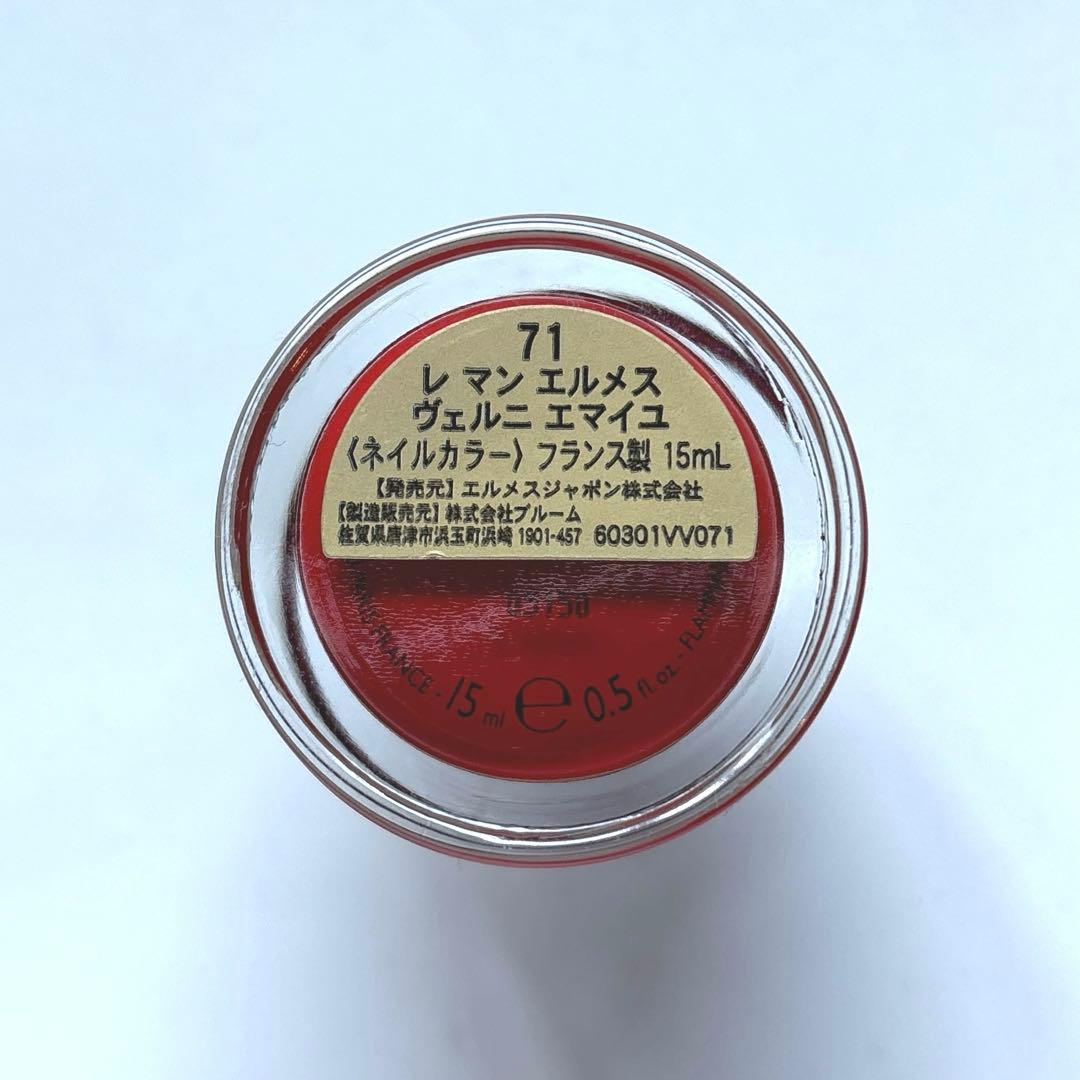 71
レ マン エルメス
ヴェルニ エマイユ
〈ネイルカラー〉 フランス製 15mL
【発売元】エルメスジャポン株式会社
【製造販売元】株式会社ブルーム
佐賀県唐津市浜玉町浜崎 1901-457 60301VV071
FRANCE - 15 ml e 0.5 fl.oz. -